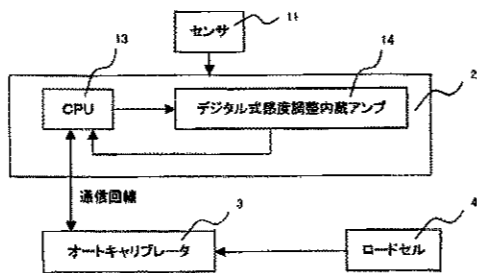 センサ
11
13
14
CPU
デジタル式感度調整内蔵アンプ
2
通信回線
3
4
オートキャリブレータ
ロードセル